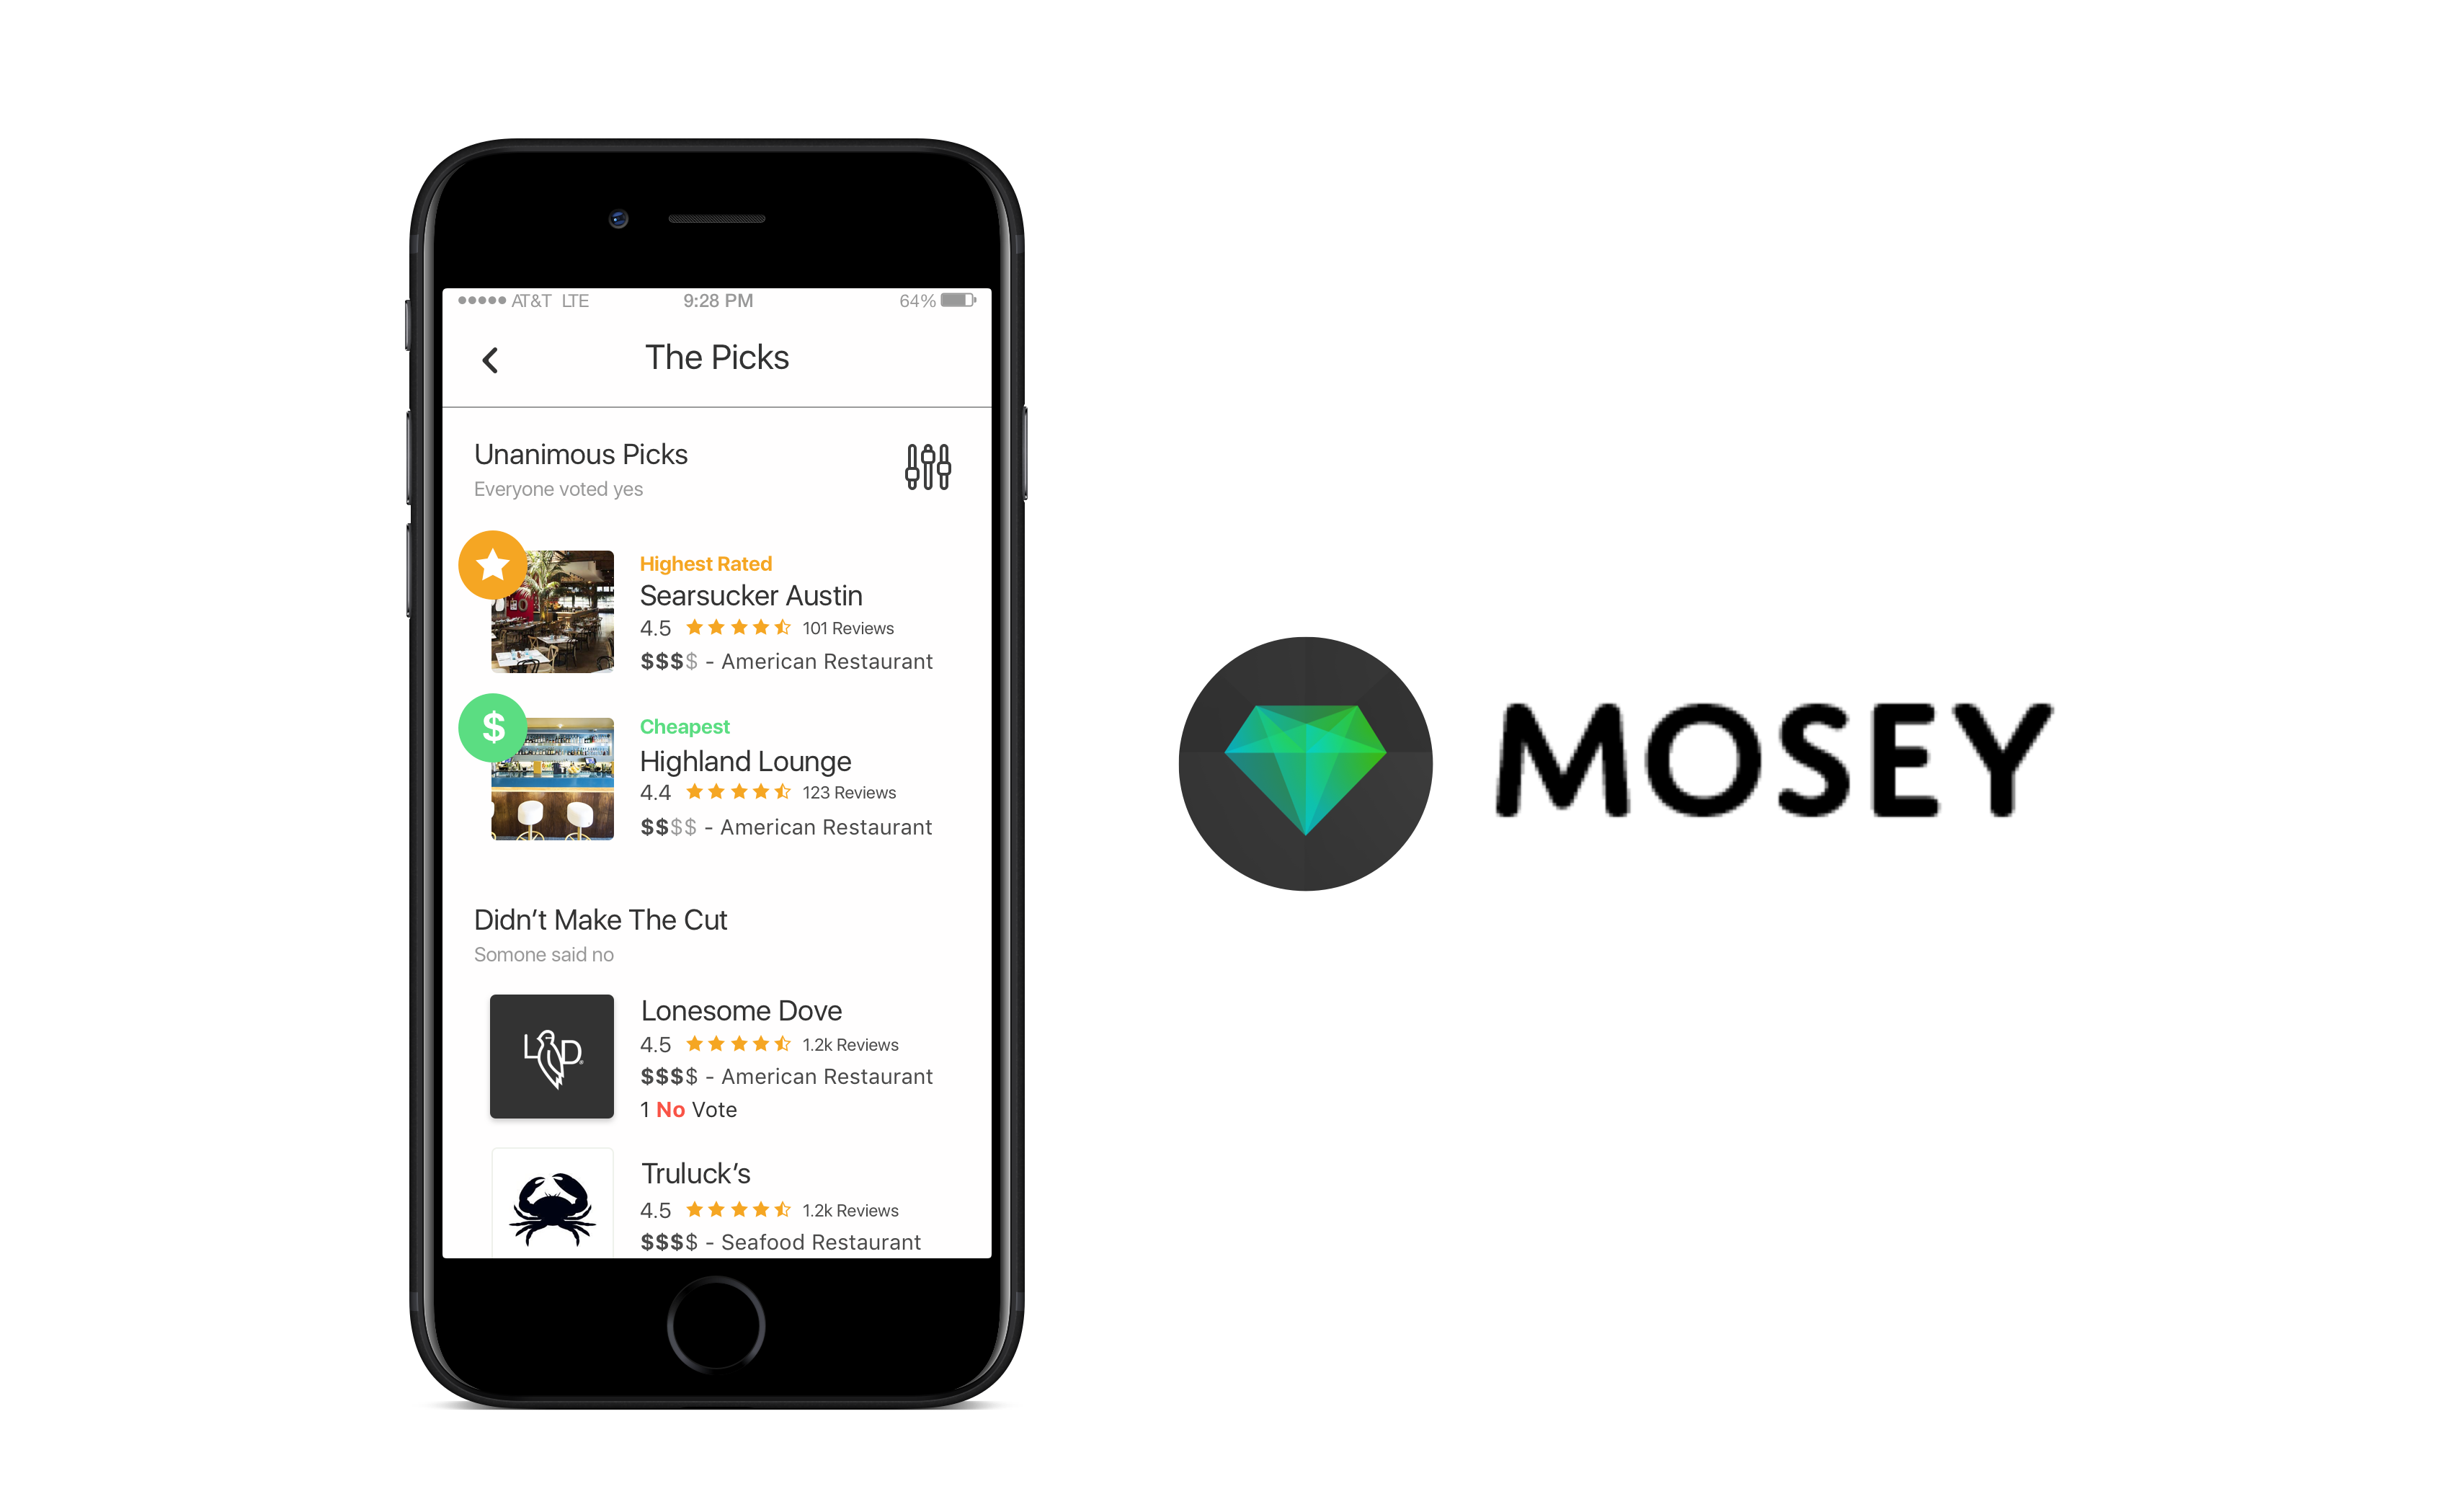 AT&T LTE 9:28 PM 64%
The Picks
Unanimous Picks
Everyone voted yes
Highest Rated
Searsucker Austin
4.5 101 Reviews
$$$$ - American Restaurant
$
Cheapest
Highland Lounge
4.4 123 Reviews
$$$$ - American Restaurant
Didn’t Make The Cut
Somone said no
LD
Lonesome Dove
4.5 1.2k Reviews
$$$$ - American Restaurant
1 No Vote
Truluck’s
4.5 1.2k Reviews
$$$$ - Seafood Restaurant
MOSEY